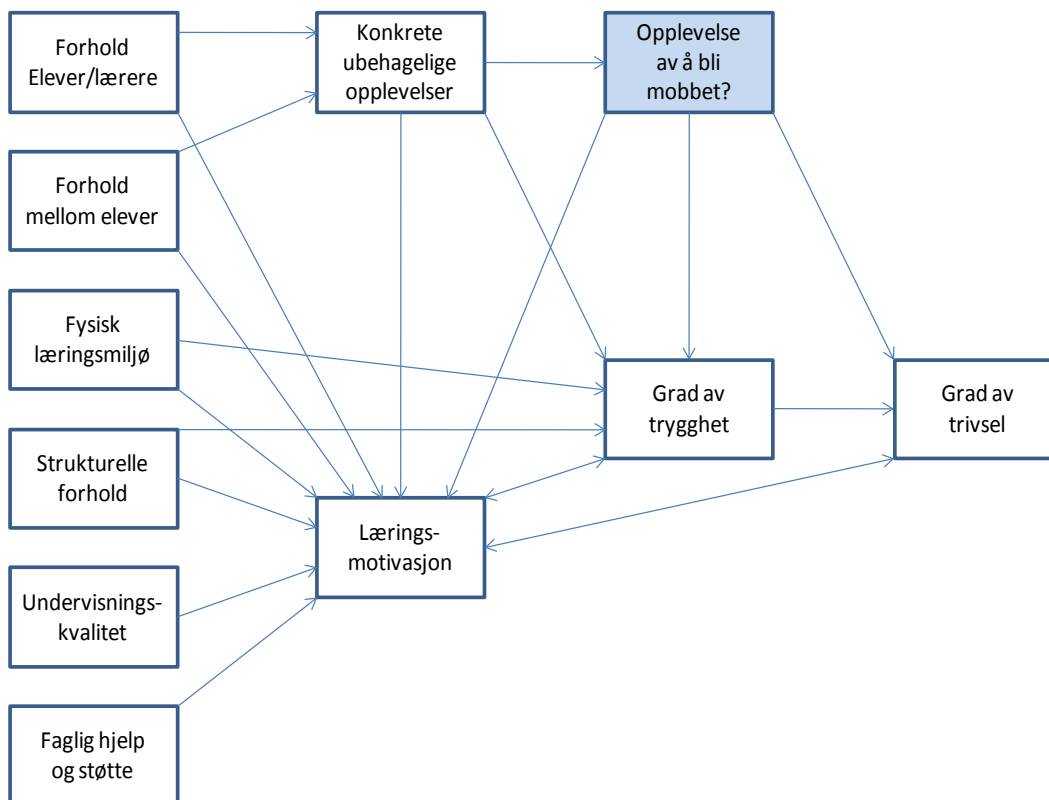 Forhold
Elever/lærere
Konkrete
ubehagelige
opplevelser
Opplevelse
av å bli
mobbet?
Forhold
mellom elever
Fysisk
læringsmiljø
Grad av
trygghet
Grad av
trivsel
Strukturelle
forhold
Lærings-
motivasjon
Undervisnings-
kvalitet
Faglig hjelp
og støtte